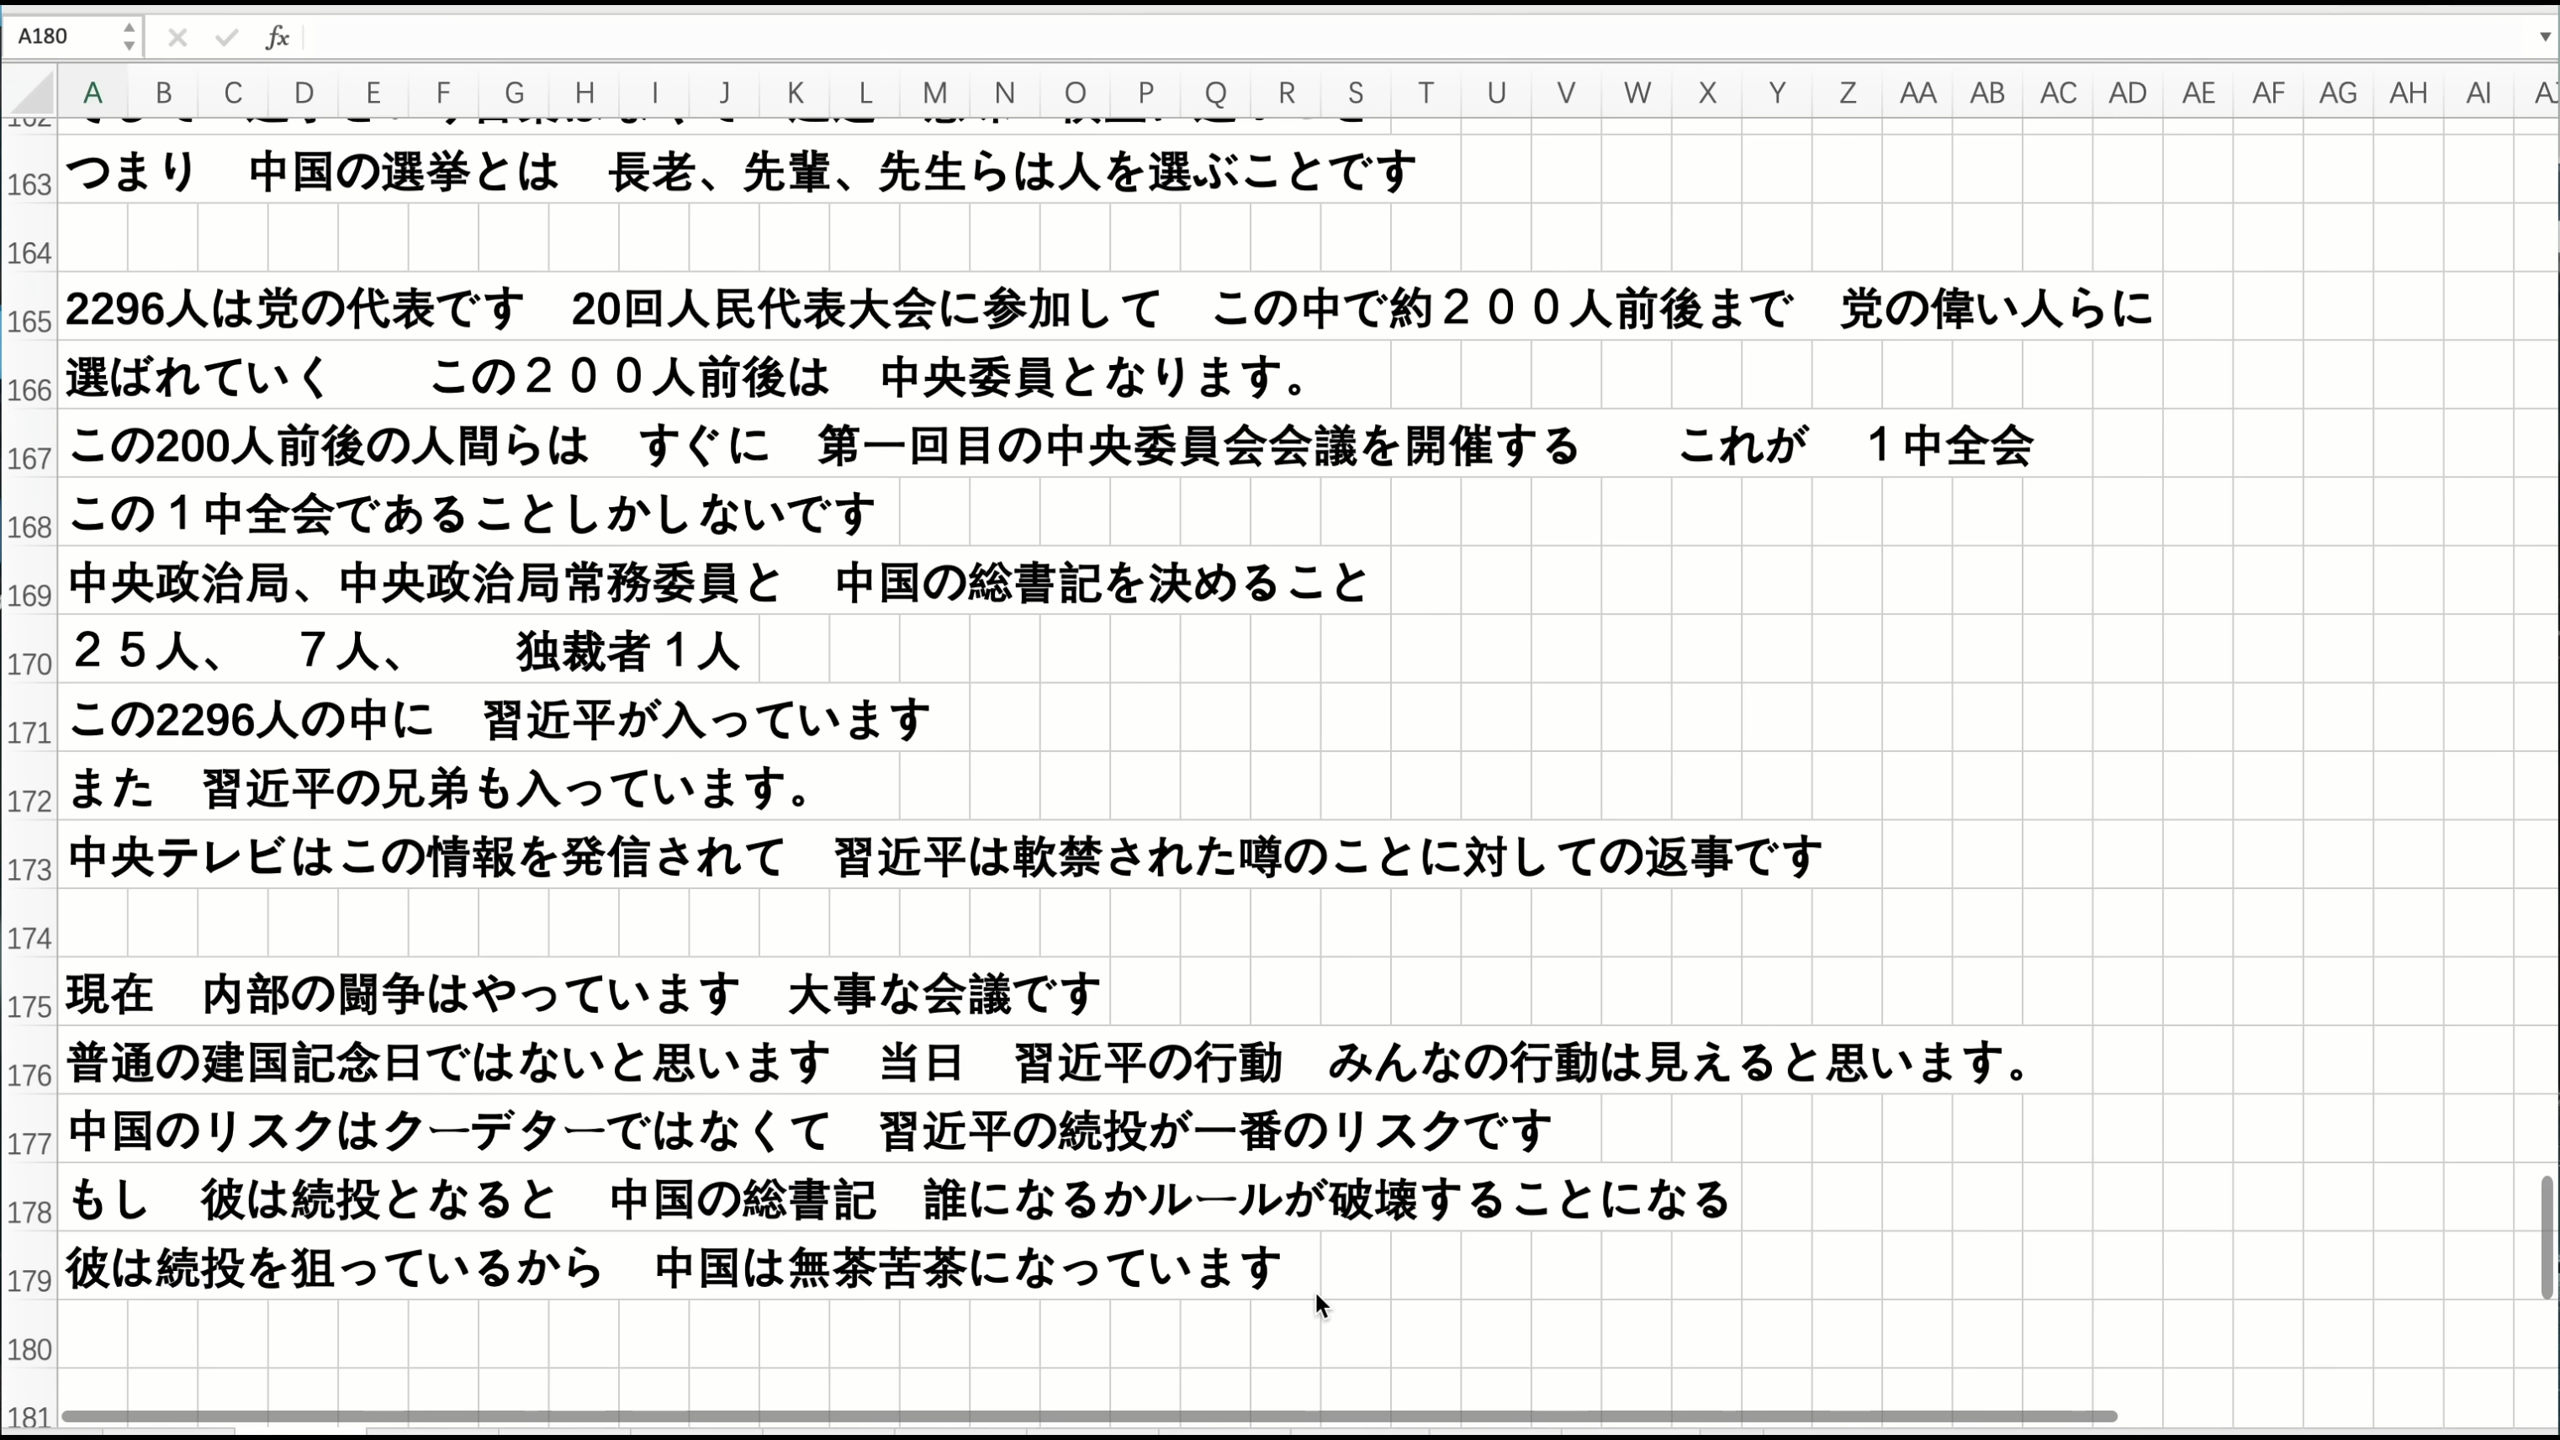 A180
fx
A B C D E F G H I J K L M N O P Q R S T U V W X Y Z AA AB AC AD AE AF AG AH AI
163 つまり　中国の選挙とは　長老、先輩、先生らは人を選ぶことです
164
165 2296人は党の代表です　20回人民代表大会に参加して　この中で約２００人前後まで　党の偉い人らに
166 選ばれていく　　この２００人前後は　中央委員となります。
167 この200人前後の人間らは　すぐに　第一回目の中央委員会会議を開催する　　これが　１中全会
168 この１中全会であることしかしないです
169 中央政治局、中央政治局常務委員と　中国の総書記を決めること
170 ２５人、　７人、　　独裁者１人
171 この2296人の中に　習近平が入っています
172 また　習近平の兄弟も入っています。
173 中央テレビはこの情報を発信されて　習近平は軟禁された噂のことに対しての返事です
174
175 現在　内部の闘争はやっています　大事な会議です
176 普通の建国記念日ではないと思います　当日　習近平の行動　みんなの行動は見えると思います。
177 中国のリスクはクーデターではなくて　習近平の続投が一番のリスクです
178 もし　彼は続投となると　中国の総書記　誰になるかルールが破壊することになる
179 彼は続投を狙っているから　中国は無茶苦茶になっています
180
181